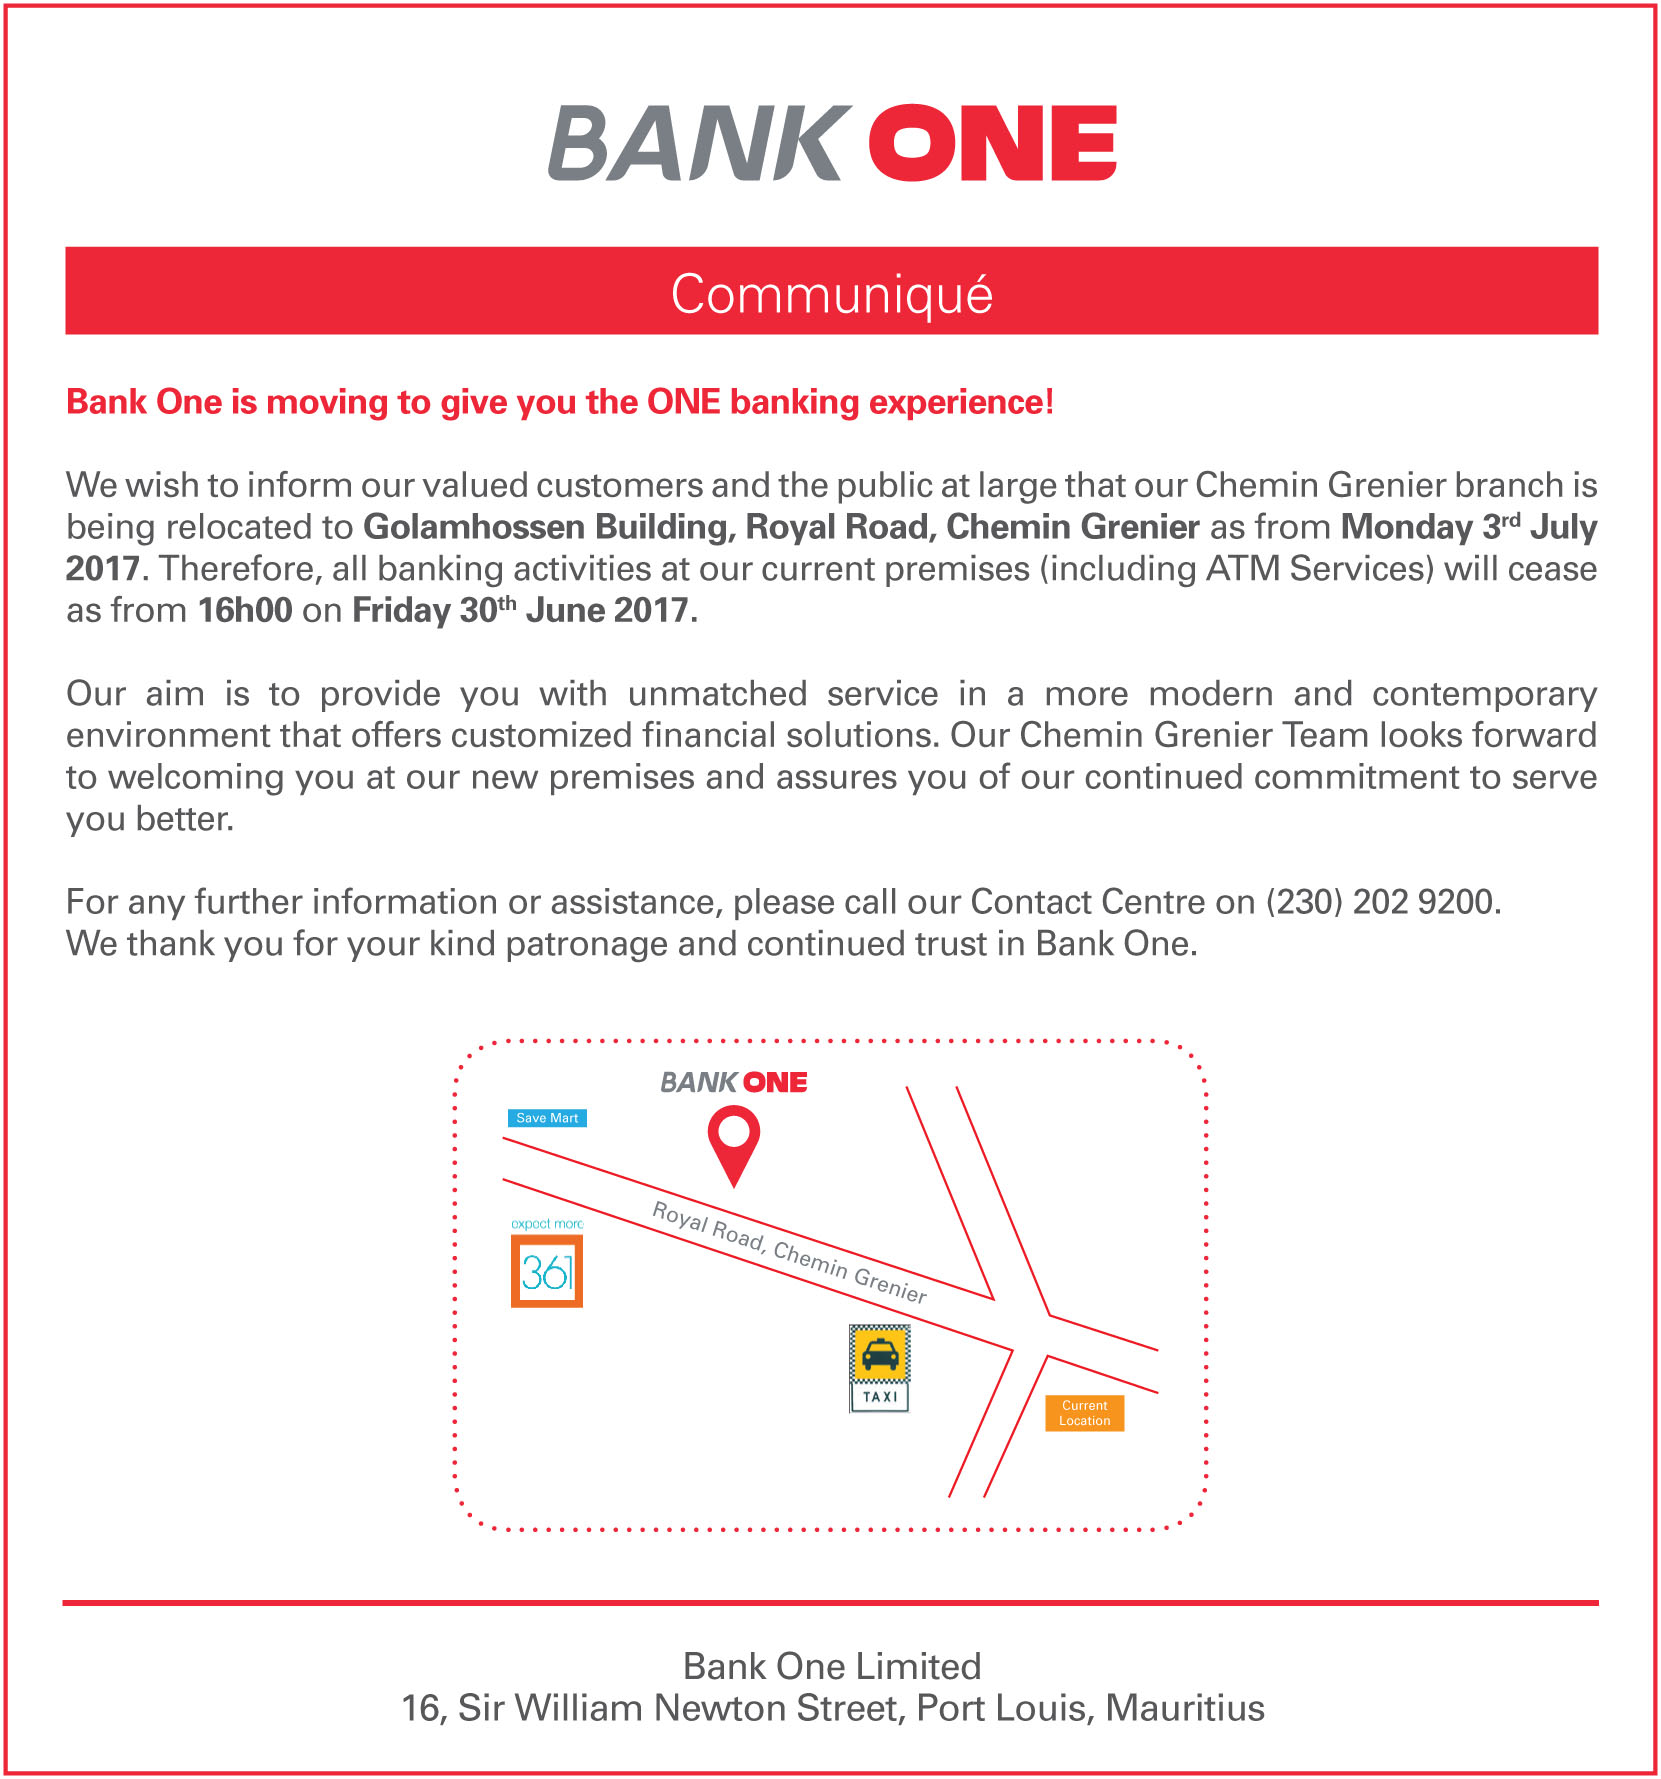 BANK ONE
Communiqué
Bank One is moving to give you the ONE banking experience!
We wish to inform our valued customers and the public at large that our Chemin Grenier branch is
being relocated to Golamhossen Building, Royal Road, Chemin Grenier as from Monday 3rd July
2017. Therefore, all banking activities at our current premises (including ATM Services) will cease
as from 16h00 on Friday 30th June 2017.
Our aim is to provide you with unmatched service in a more modern and contemporary
environment that offers customized financial solutions. Our Chemin Grenier Team looks forward
to welcoming you at our new premises and assures you of our continued commitment to serve
you better.
For any further information or assistance, please call our Contact Centre on (230) 202 9200.
We thank you for your kind patronage and continued trust in Bank One.
BANK ONE
Save Mart
Royal Road, Chemin Grenier
expect more
361
TAXI
Current
Location
Bank One Limited
16, Sir William Newton Street, Port Louis, Mauritius